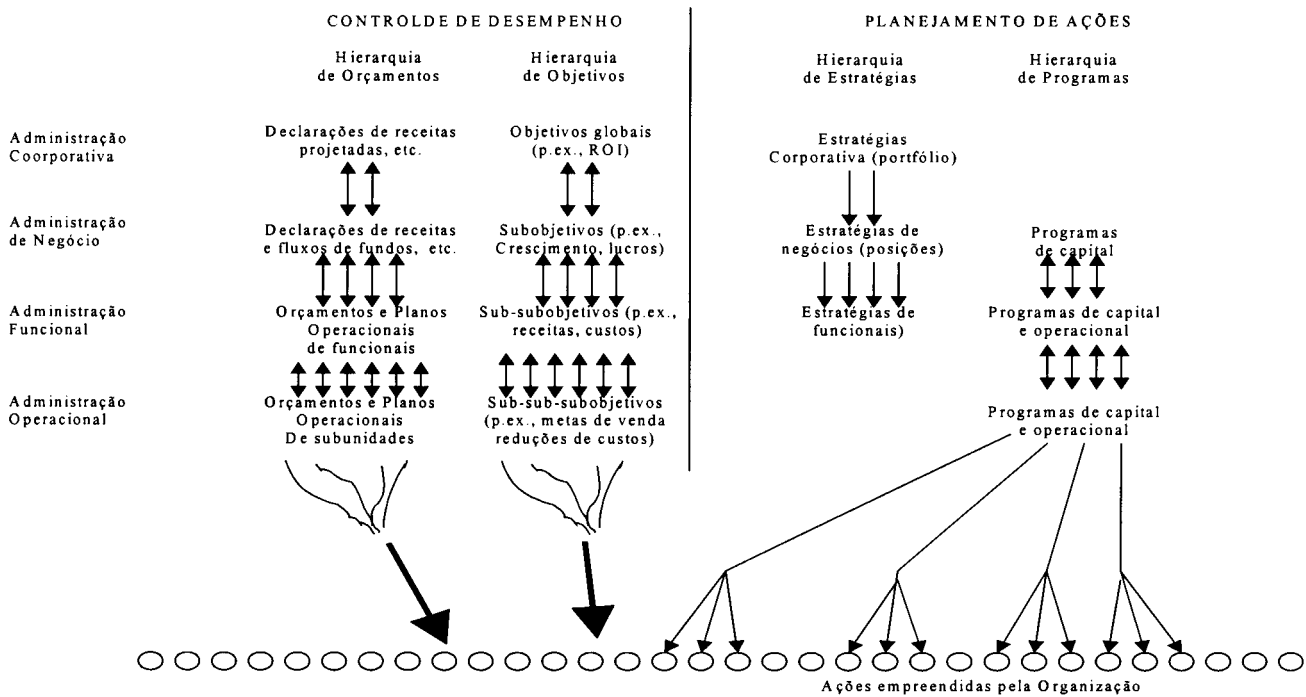 CONTROLDE DE DESEMPENHO
PLANEJAMENTO DE AÇÕES
Hierarquia
de Orçamentos
Hierarquia
de Objetivos
Hierarquia
de Estratégias
Hierarquia
de Programas
Administração
Coorporativa
Declarações de receitas
projetadas, etc.
Objetivos globais
(p.ex., ROI)
Estratégias
Corporativa (portfólio)
Administração
de Negócio
Declarações de receitas
e fluxos de fundos, etc.
Subobjetivos (p.ex.,
Crescimento, lucros)
Estratégias de
negócios (posições)
Programas
de capital
Administração
Funcional
Orçamentos e Planos
Operacionais
de funcionais
Sub-subobjetivos (p.ex.,
receitas, custos)
Estratégias de
funcionais)
Programas de capital
e operacional
Administração
Operacional
Orçamentos e Planos
Operacionais
De subunidades
Sub-sub-subobjetivos
(p.ex., metas de venda
reduções de custos)
Programas de capital
e operacional
Ações empreendidas pela Organização